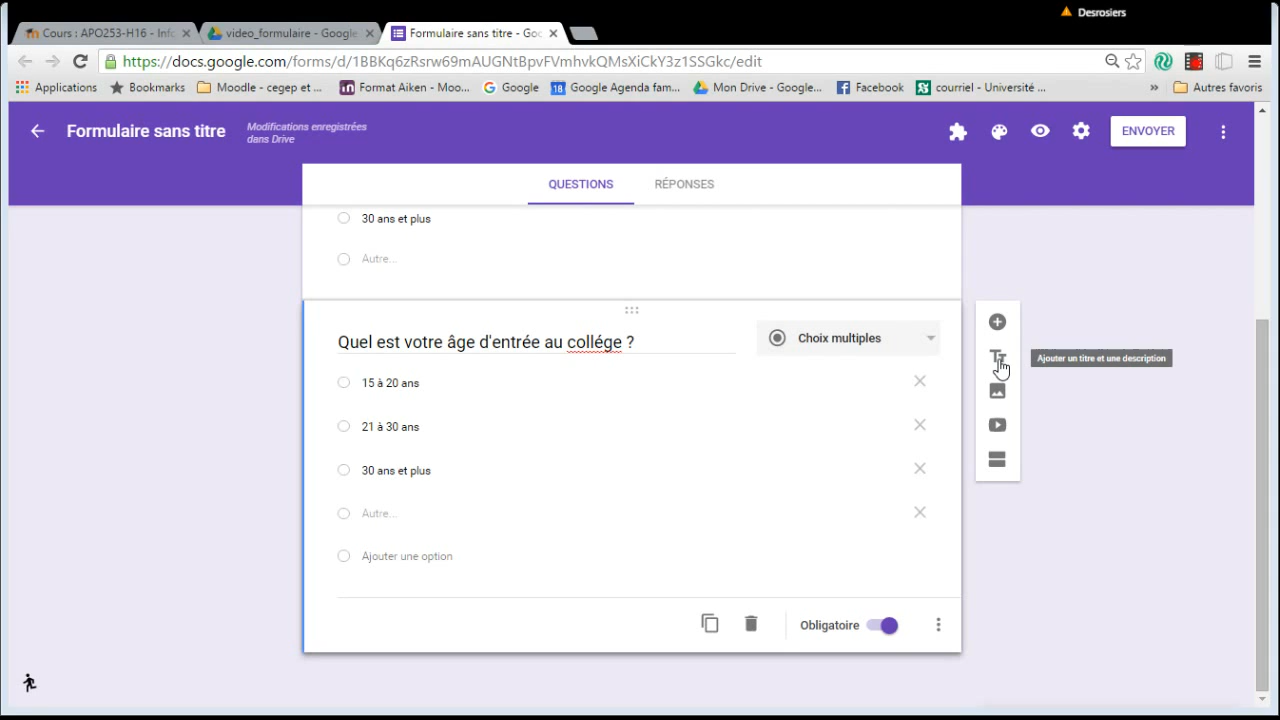 Desrosiers
Cours : APO253-H16 - Info
video_formulaire - Google
Formulaire sans titre - Goo
https://docs.google.com/forms/d/1BBKq6zRsrw69mAUGNtBpvFVmhvkQMsXiCkY3z1SSGkc/edit
Applications
Bookmarks
Moodle - cegep et ...
Format Aiken - Moo...
Google
Google Agenda fam...
Mon Drive - Google...
Facebook
courriel - Université ...
»
Autres favoris
Formulaire sans titre
Modifications enregistrées
dans Drive
ENVOYER
QUESTIONS
RÉPONSES
30 ans et plus
Autre...
Quel est votre âge d'entrée au collége ?
Choix multiples
Ajouter un titre et une description
15 à 20 ans
21 à 30 ans
30 ans et plus
Autre...
Ajouter une option
Obligatoire